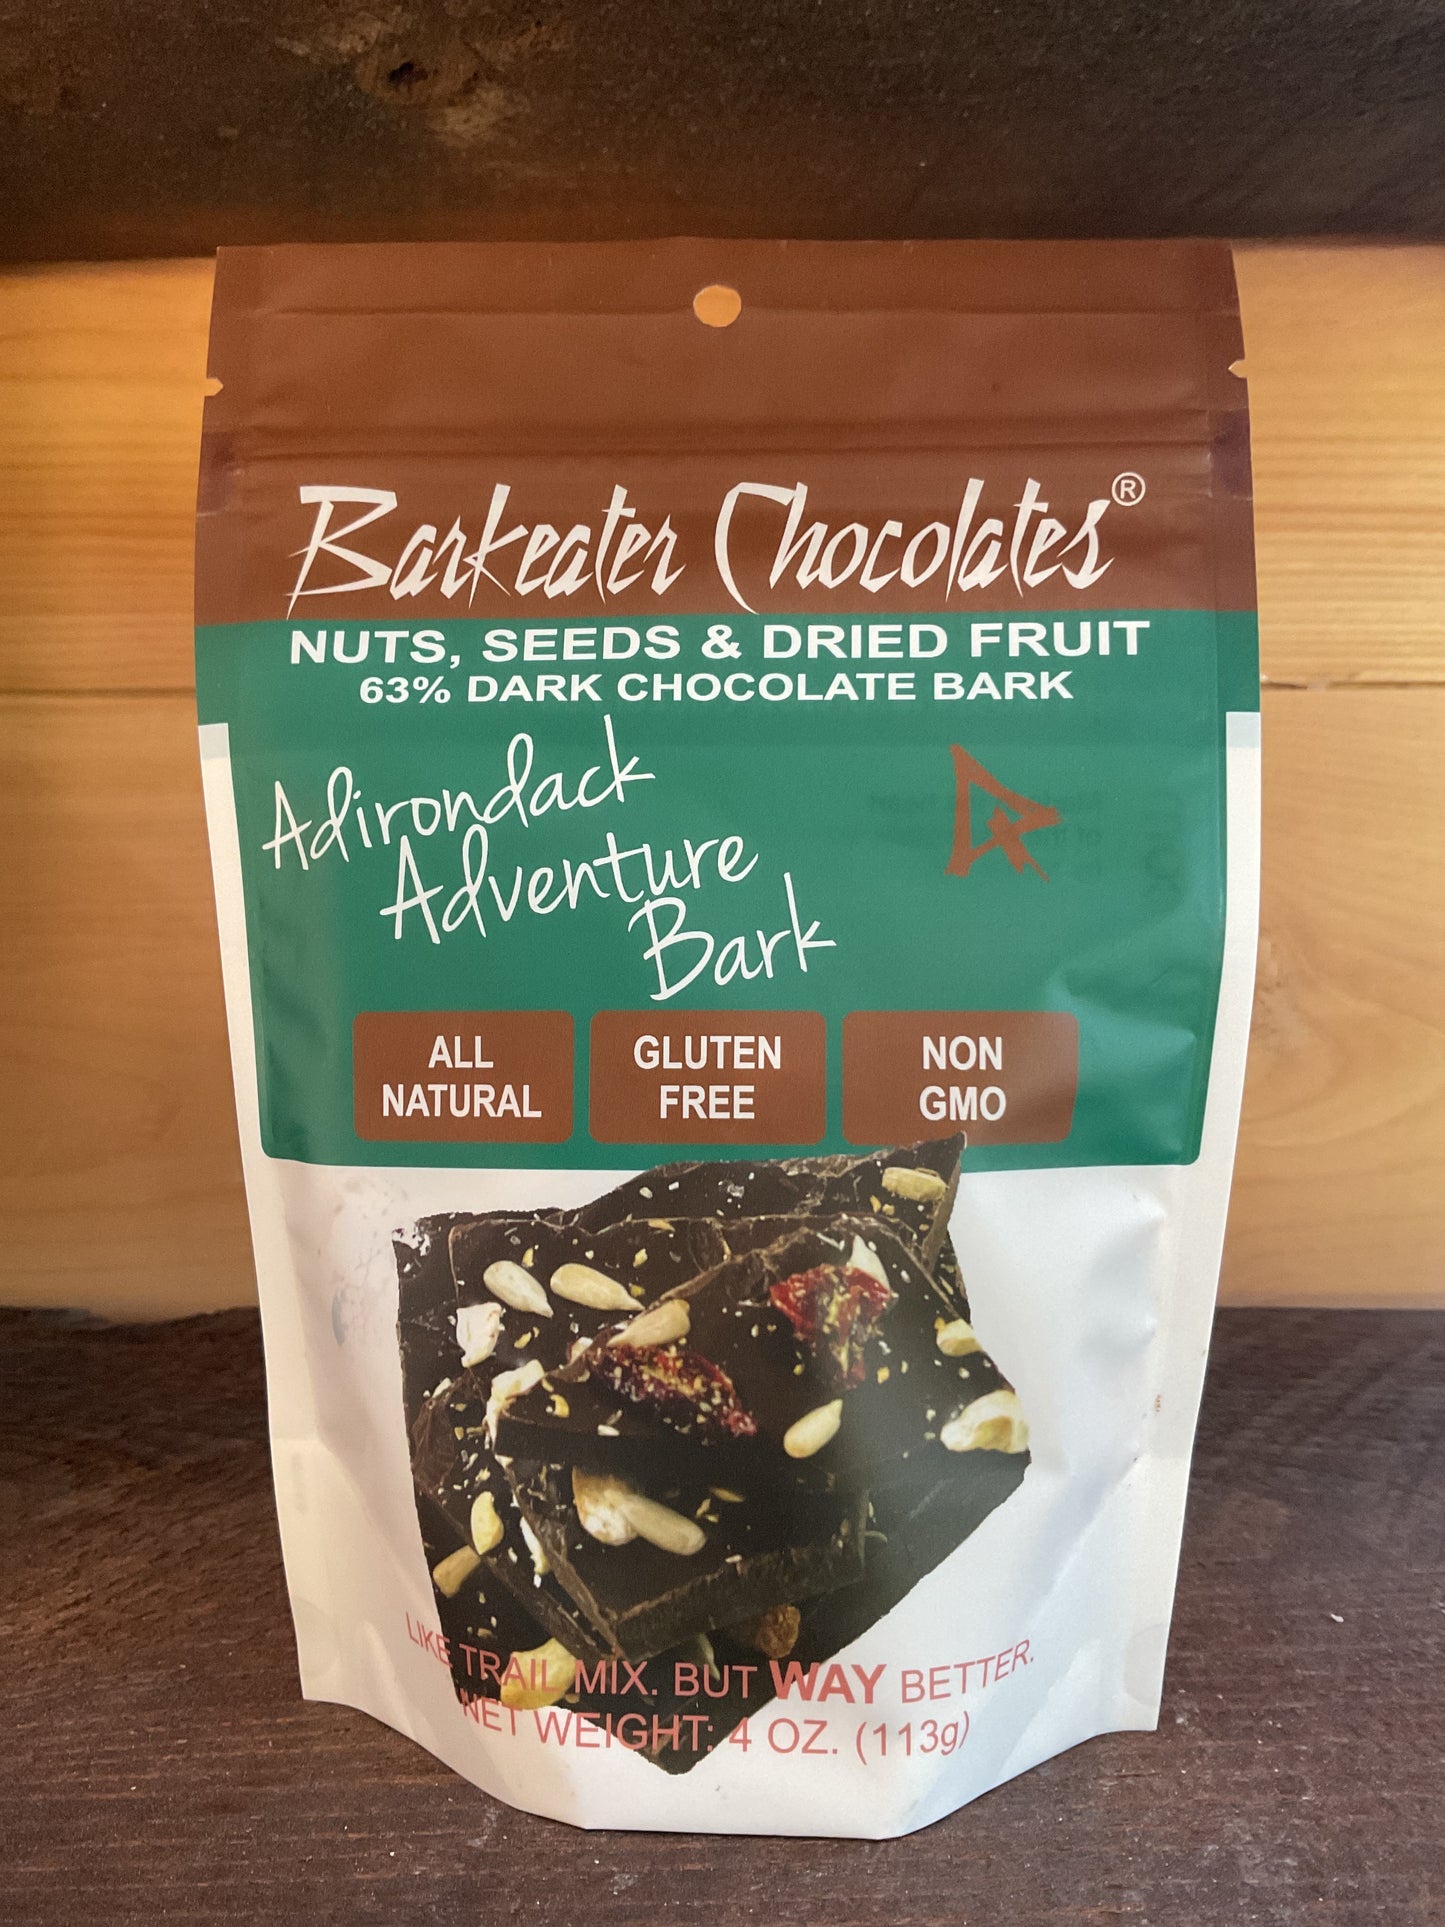 Barkeater Chocolates®
NUTS, SEEDS & DRIED FRUIT
63% DARK CHOCOLATE BARK
Adirondack
Adventure
Bark
ALL
NATURAL
GLUTEN
FREE
NON
GMO
LIKE TRAIL MIX. BUT WAY BETTER.
NET WEIGHT: 4 OZ. (113g)